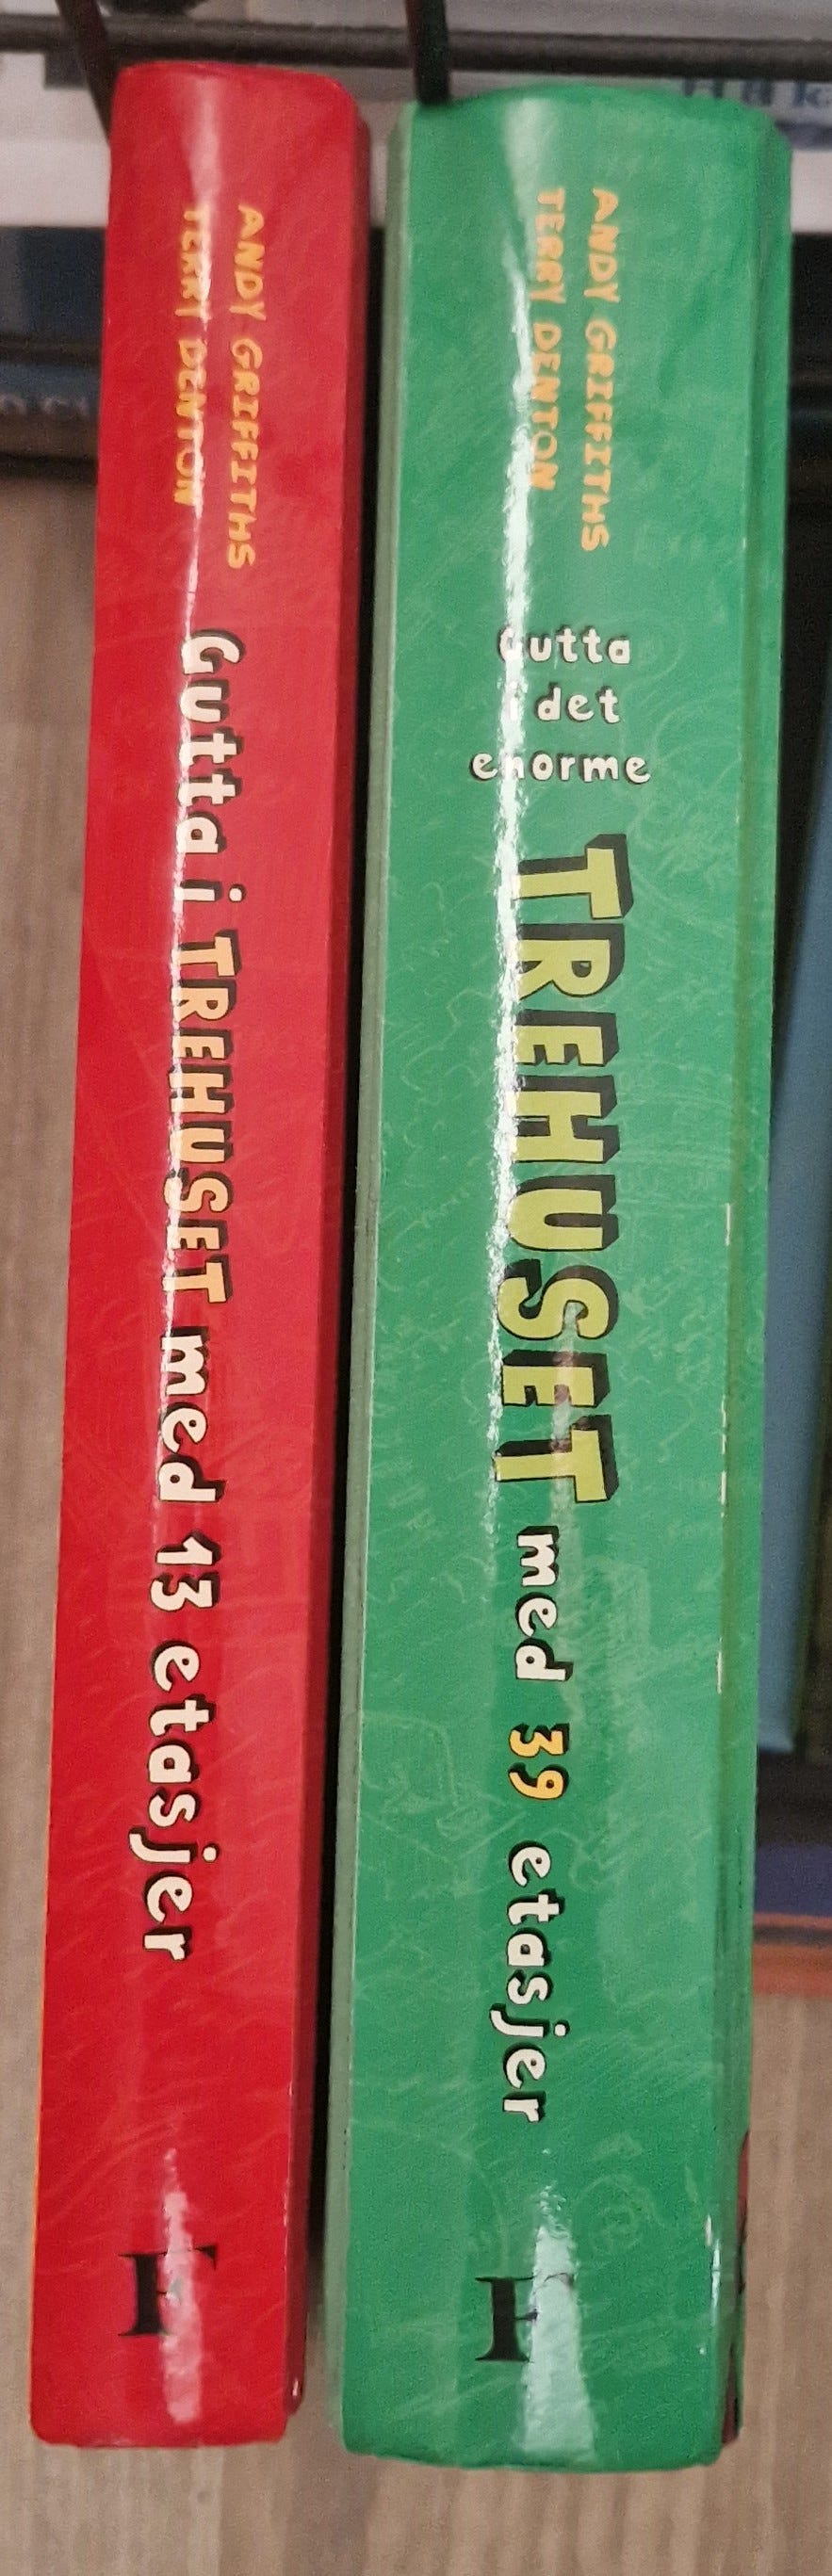 ANDY GRIFFITHS
TERRY DENTON
Gutta i TREHUSET med 13 etasjer
F
ANDY GRIFFITHS
TERRY DENTON
Gutta
i det
enorme
TREHUSET med 39 etasjer
F